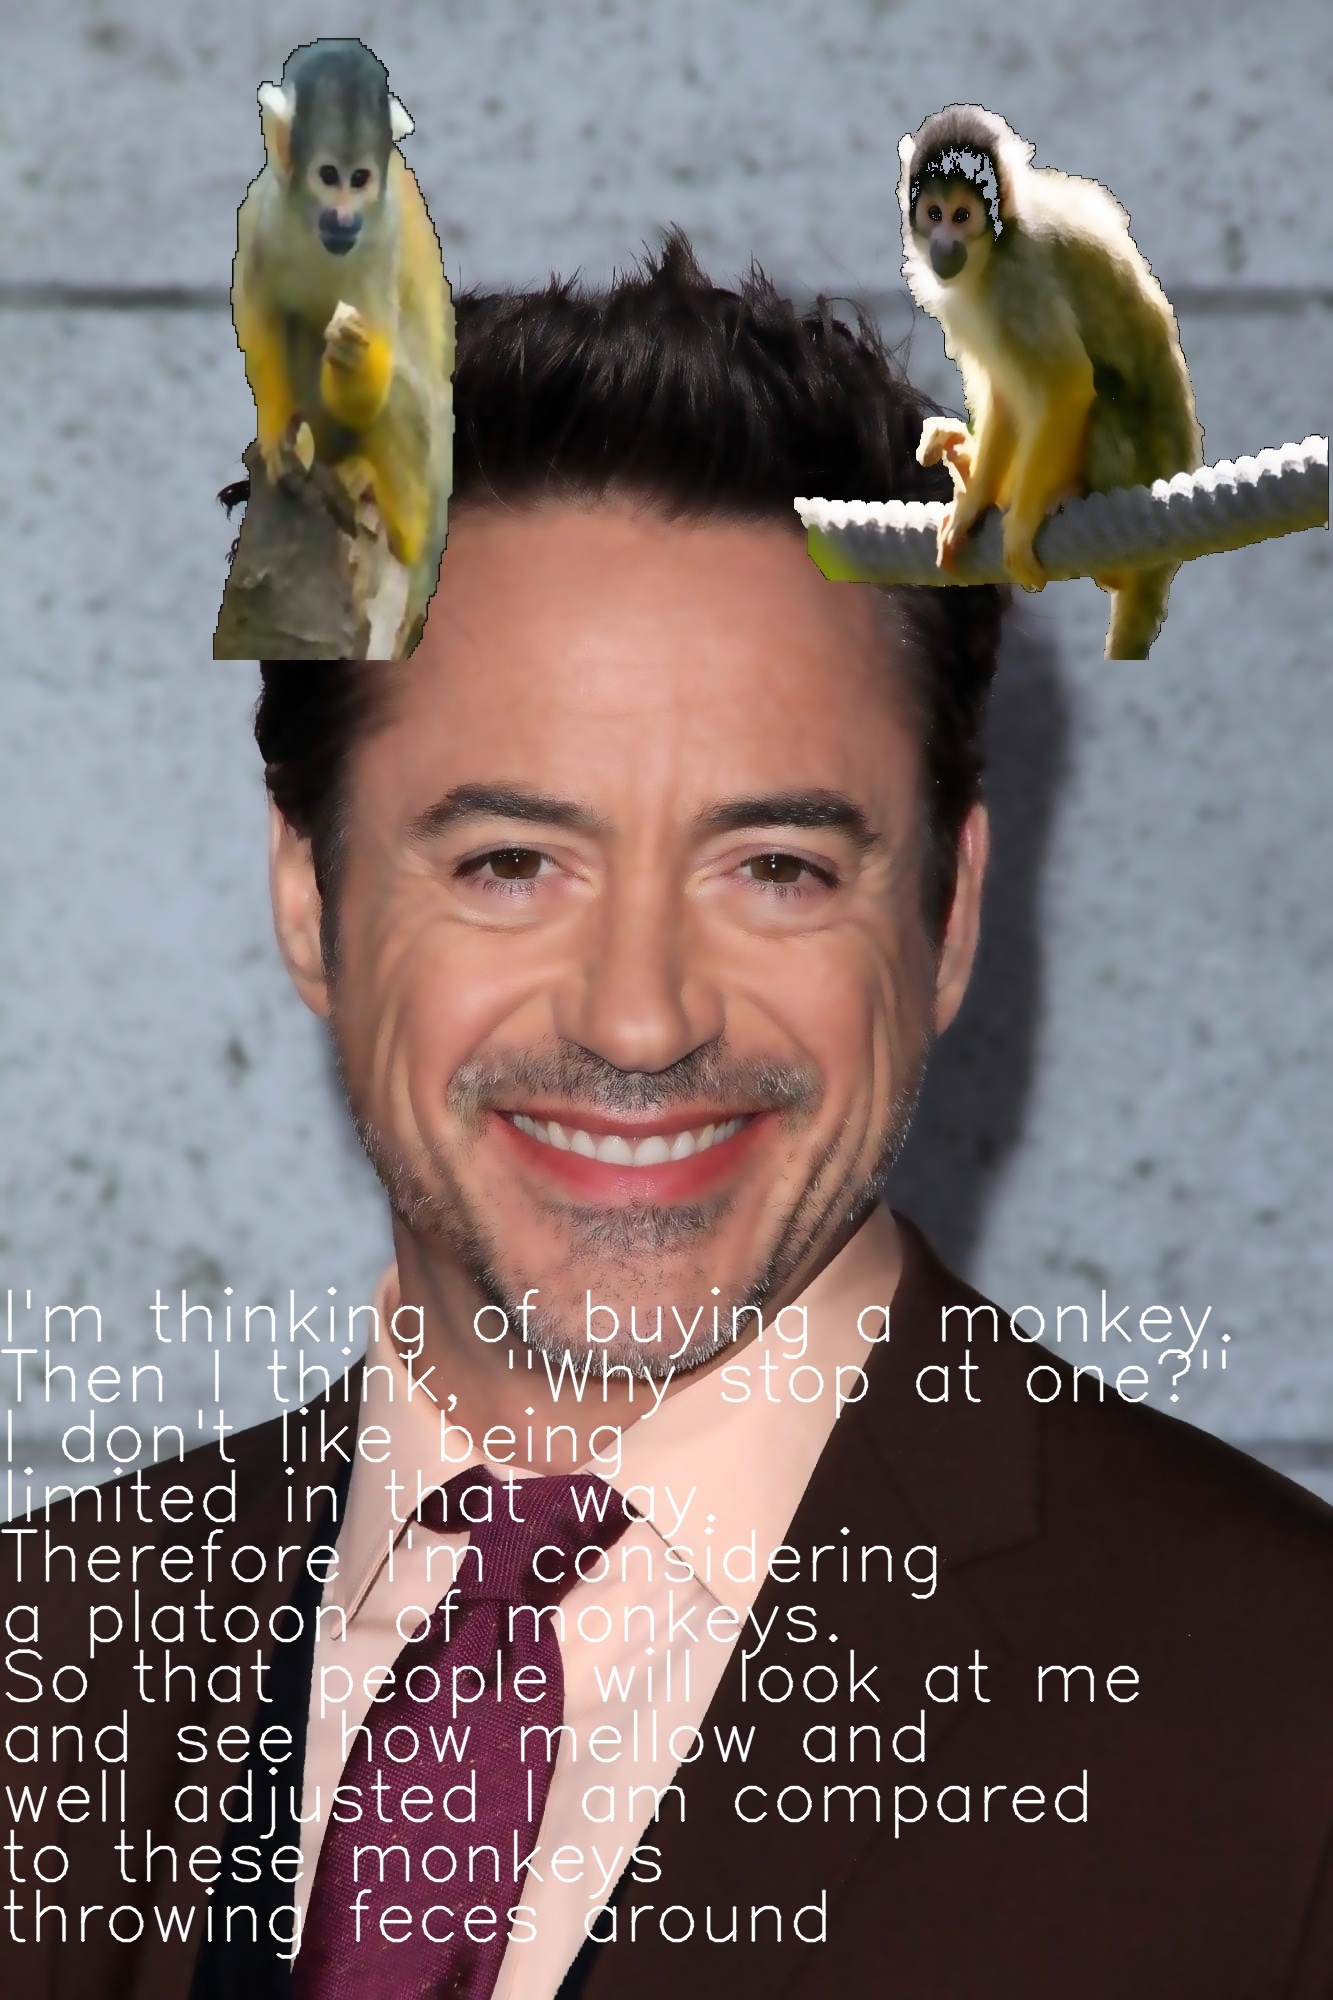 I'm thinking of buying a monkey.
Then I think, "Why stop at one?"
I don't like being
limited in that way.
Therefore I'm considering
a platoon of monkeys.
So that people will look at me
and see how mellow and
well adjusted I am compared
to these monkeys
throwing feces around